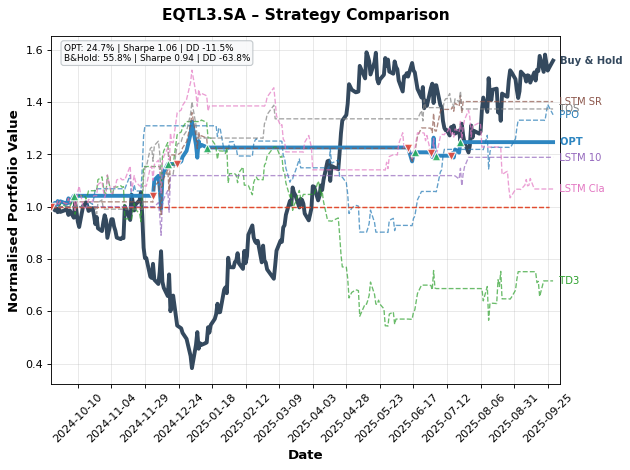 EQTL3.SA – Strategy Comparison
OPT: 24.7% | Sharpe 1.06 | DD -11.5%
B&Hold: 55.8% | Sharpe 0.94 | DD -63.8%
Normalised Portfolio Value
1.6
1.4
1.2
1.0
0.8
0.6
0.4
Buy & Hold
LSTM SR
TDS
PPO
OPT
LSTM 10
LSTM Cla
TD3
2024-10-10
2024-11-04
2024-11-29
2024-12-24
2025-01-18
2025-02-12
2025-03-09
2025-04-03
2025-04-28
2025-05-23
2025-06-17
2025-07-12
2025-08-06
2025-08-31
2025-09-25
Date